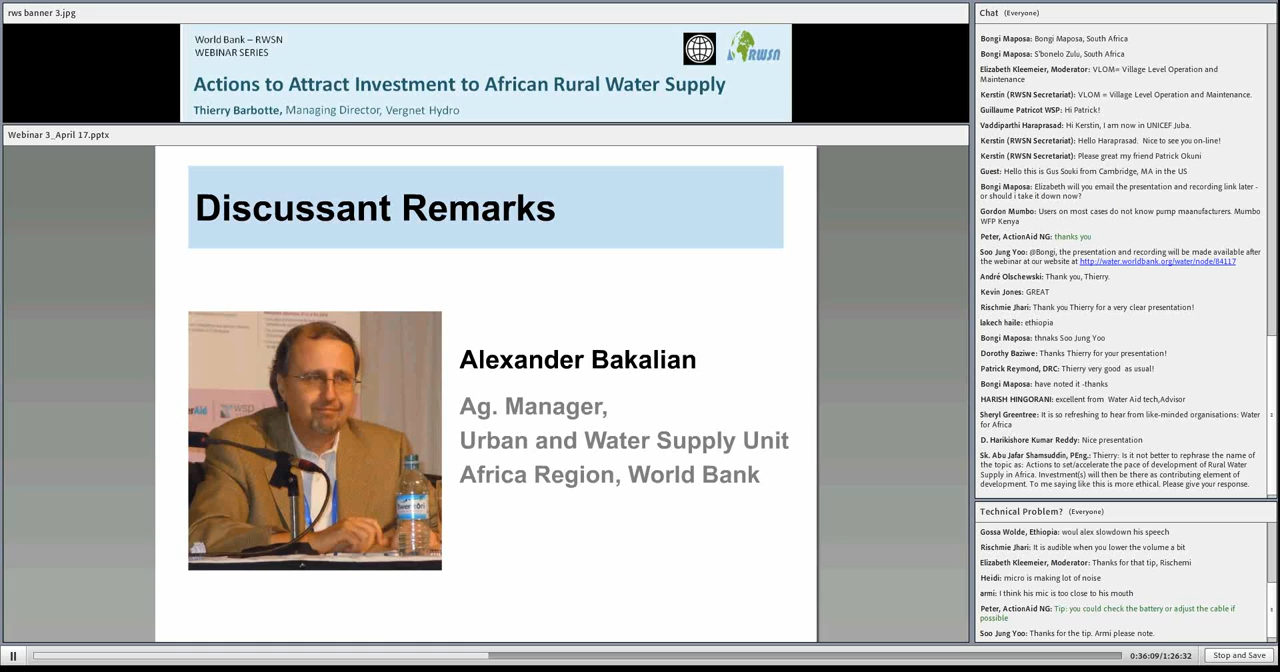 rws banner 3.jpg
World Bank – RWSN
WEBINAR SERIES
RWSN
Actions to Attract Investment to African Rural Water Supply
Thierry Barbotte, Managing Director, Vergnet Hydro
Webinar 3_April 17.pptx
Discussant Remarks
Alexander Bakalian
Ag. Manager,
Urban and Water Supply Unit
Africa Region, World Bank
erAid
wsp
0:36:09/1:26:32
Stop and Save
Chat (Everyone)
Bongi Maposa: Bongi Maposa, South Africa
Bongi Maposa: S'bonelo Zulu, South Africa
Elizabeth Kleemeier, Moderator: VLOM= Village Level Operation and
Maintenance
Kerstin (RWSN Secretariat): VLOM = Village Level Operation and Maintenance.
Guillaume Patricot WSP: Hi Patrick!
Vaddiparthi Haraprasad: Hi Kerstin, I am now in UNICEF Juba.
Kerstin (RWSN Secretariat): Hello Haraprasad. Nice to see you on-line!
Kerstin (RWSN Secretariat): Please great my friend Patrick Okuni
Guest: Hello this is Gus Souki from Cambridge, MA in the US
Bongi Maposa: Elizabeth will you email the presentation and recording link later -
or should i take it down now?
Gordon Mumbo: Users on most cases do not know pump maanufacturers. Mumbo
WFP Kenya
Peter, ActionAid NG: thanks you
Soo Jung Yoo: @Bongi, the presentation and recording will be made available after
the webinar at our website at http://water.worldbank.org/water/node/84117
André Olschewski: Thank you, Thierry.
Kevin Jones: GREAT
Rischmie Jhari: Thank you Thierry for a very clear presentation!
lakech haile: ethiopia
Bongi Maposa: thnaks Soo Jung Yoo
Dorothy Baziwe: Thanks Thierry for your presentation!
Patrick Reymond, DRC: Thierry very good as usual!
Bongi Maposa: have noted it -thanks
HARISH HINGORANI: excellent from Water Aid tech,Advisor
Sheryl Greentree: It is so refreshing to hear from like-minded organisations: Water
for Africa
D. Harikishore Kumar Reddy: Nice presentation
Sk. Abu Jafar Shamsuddin, PEng.: Thierry: Is it not better to rephrase the name of
the topic as: Actions to set/accelerate the pace of development of Rural Water
Supply in Africa. Investment(s) will then be there as contributing element of
development. To me saying like this is more ethical. Please give your response.
Technical Problem? (Everyone)
Gossa Wolde, Ethiopia: woul alex slowdown his speech
Rischmie Jhari: It is audible when you lower the volume a bit
Elizabeth Kleemeier, Moderator: Thanks for that tip, Rischemi
Heidi: micro is making lot of noise
armi: I think his mic is too close to his mouth
Peter, ActionAid NG: Tip: you could check the battery or adjust the cable if
possible
Soo Jung Yoo: Thanks for the tip. Armi please note.